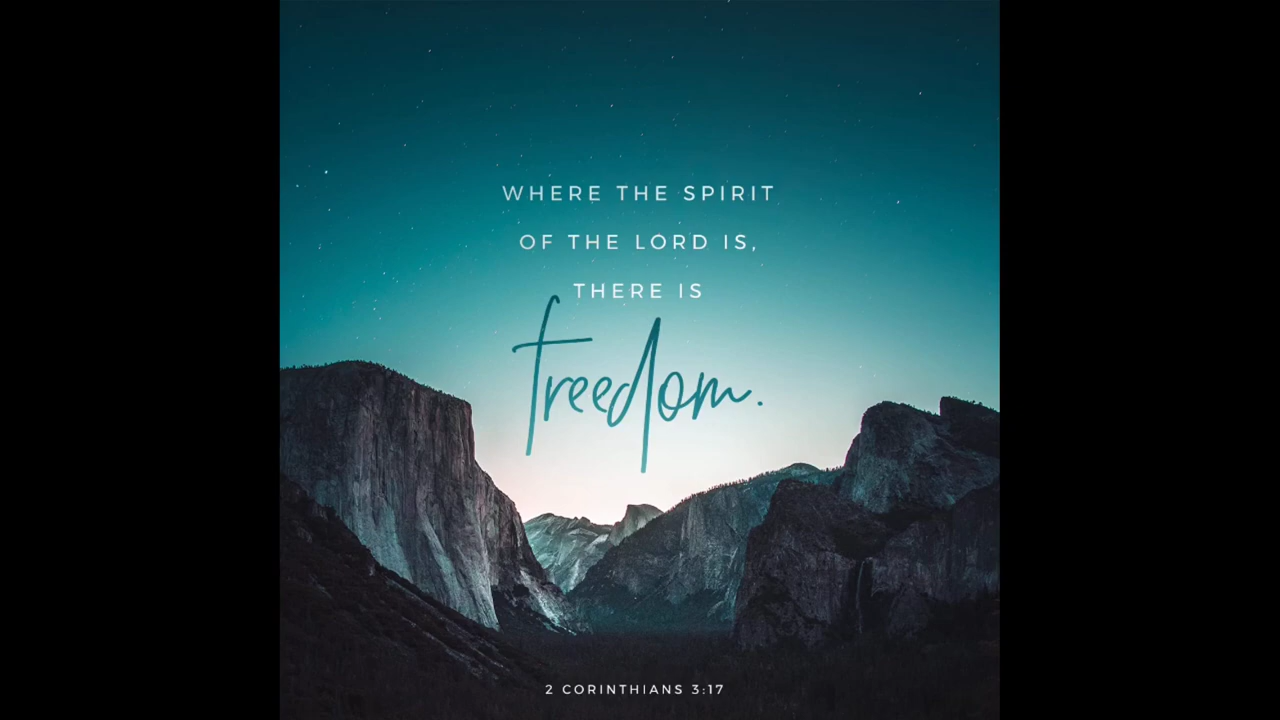 WHERE THE SPIRIT
OF THE LORD IS,
THERE IS
freedom.
2 CORINTHIANS 3:17